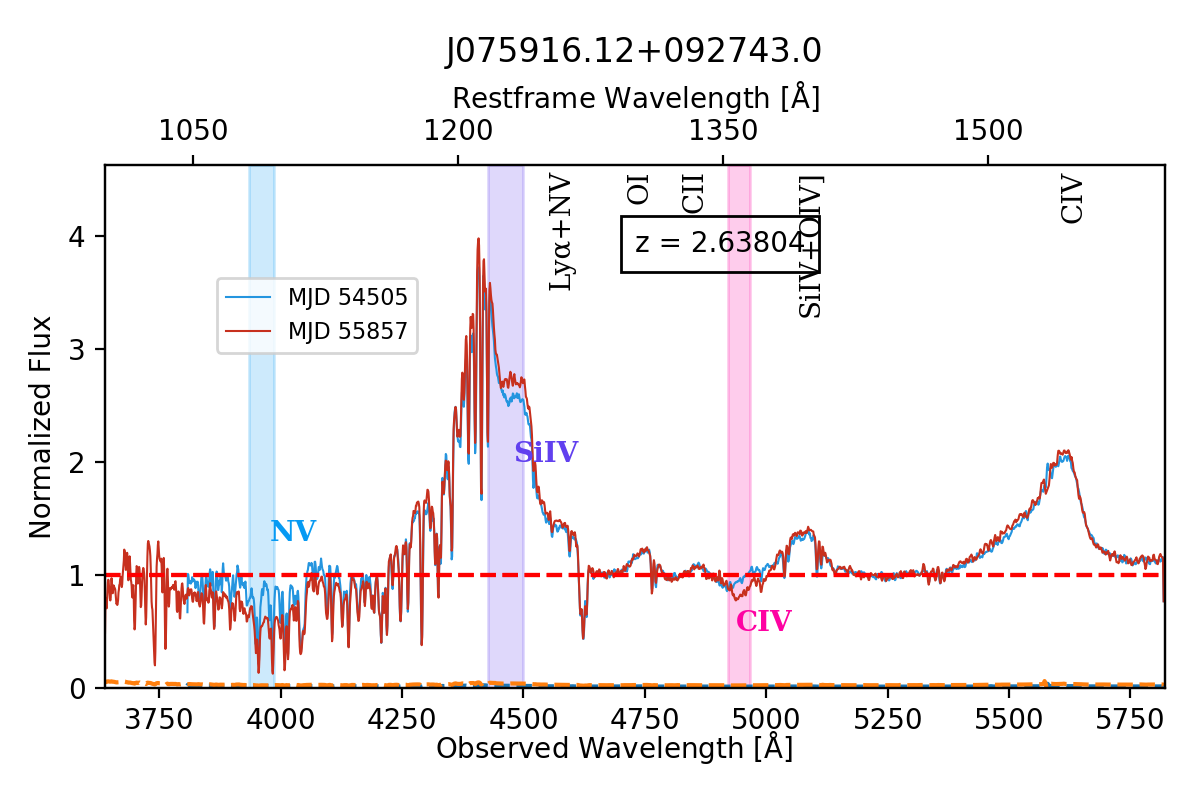 J075916.12+092743.0
Restframe Wavelength [Å]
1050 1200 1350 1500
Lyα+NV
OI
CII
SiIV+OIV]
CIV
z = 2.63804
MJD 54505
MJD 55857
NV
SiIV
CIV
Normalized Flux
4
3
2
1
0
3750 4000 4250 4500 4750 5000 5250 5500 5750
Observed Wavelength [Å]